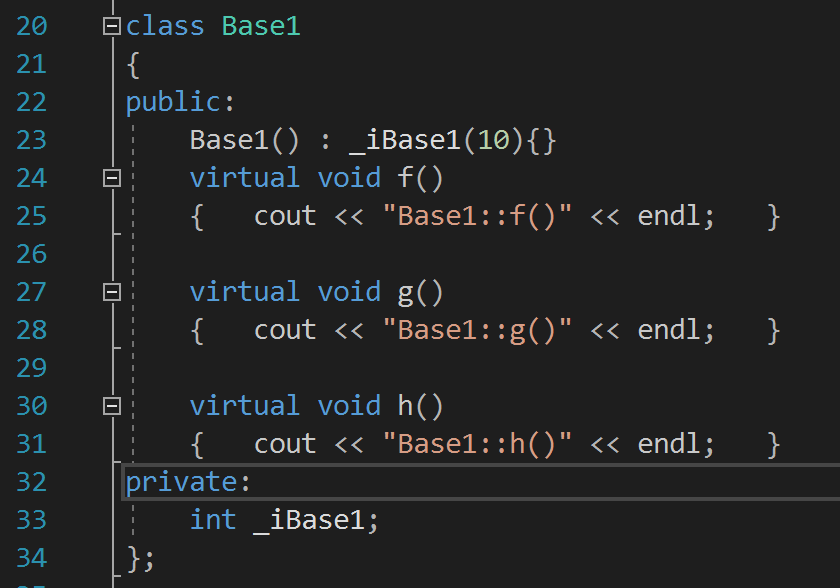 20 class Base1
21 {
22 public:
23     Base1() : _iBase1(10){}
24     virtual void f()
25     {   cout << "Base1::f()" << endl;   }
26
27     virtual void g()
28     {   cout << "Base1::g()" << endl;   }
29
30     virtual void h()
31     {   cout << "Base1::h()" << endl;   }
32 private:
33     int _iBase1;
34 };